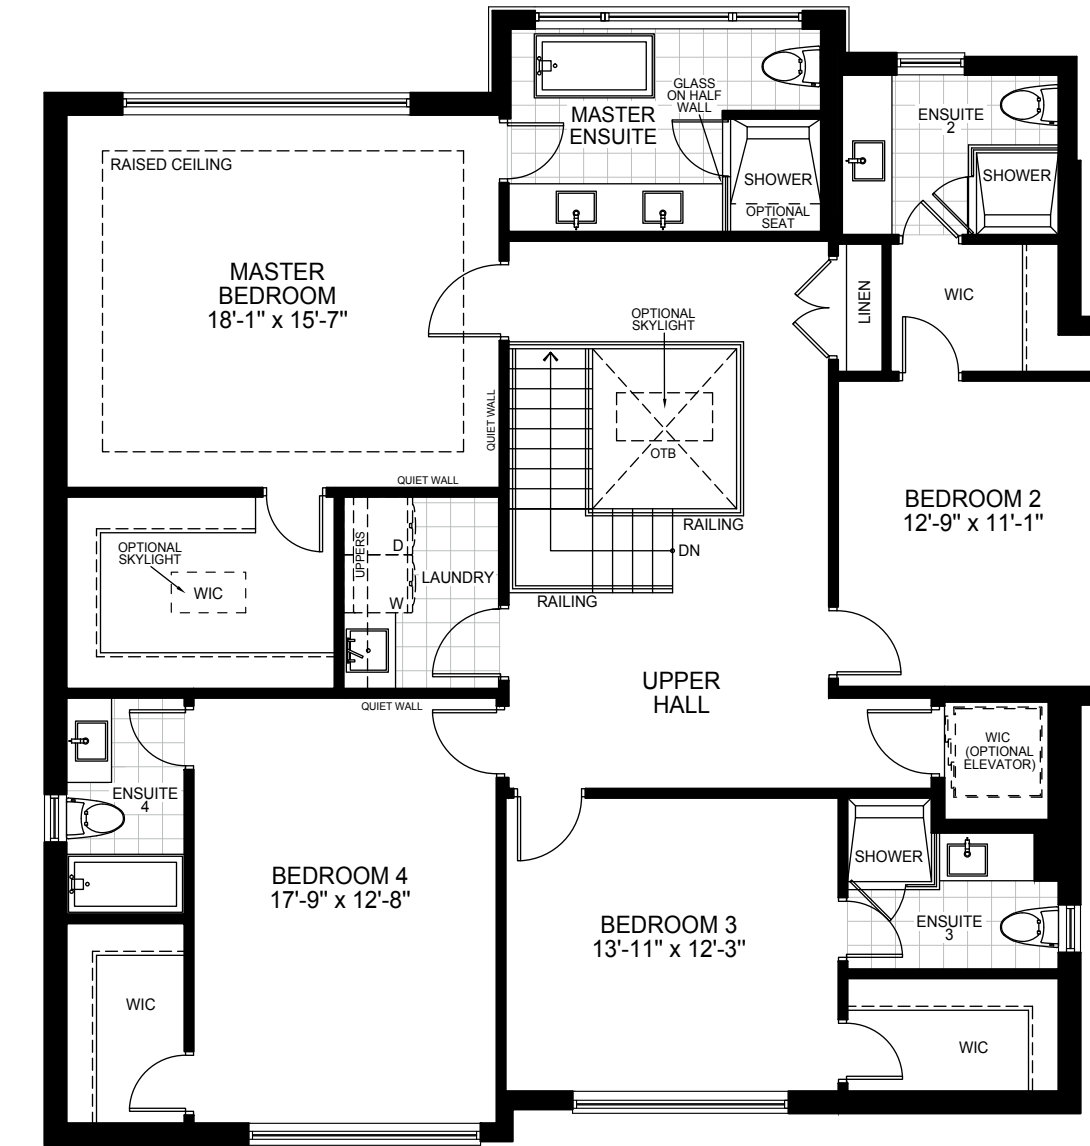 GLASS
ON HALF
WALL
MASTER
ENSUITE
SHOWER
OPTIONAL
SEAT
ENSUITE
2
SHOWER
RAISED CEILING
MASTER
BEDROOM
18'-1" x 15'-7"
QUIET WALL
QUIET WALL
OPTIONAL
SKYLIGHT
OTB
LINEN
WIC
BEDROOM 2
12'-9" x 11'-1"
RAILING
DN
RAILING
OPTIONAL
SKYLIGHT
WIC
UPPERS
D
W
LAUNDRY
QUIET WALL
UPPER
HALL
WIC
(OPTIONAL
ELEVATOR)
ENSUITE
4
BEDROOM 4
17'-9" x 12'-8"
WIC
BEDROOM 3
13'-11" x 12'-3"
SHOWER
ENSUITE
3
WIC